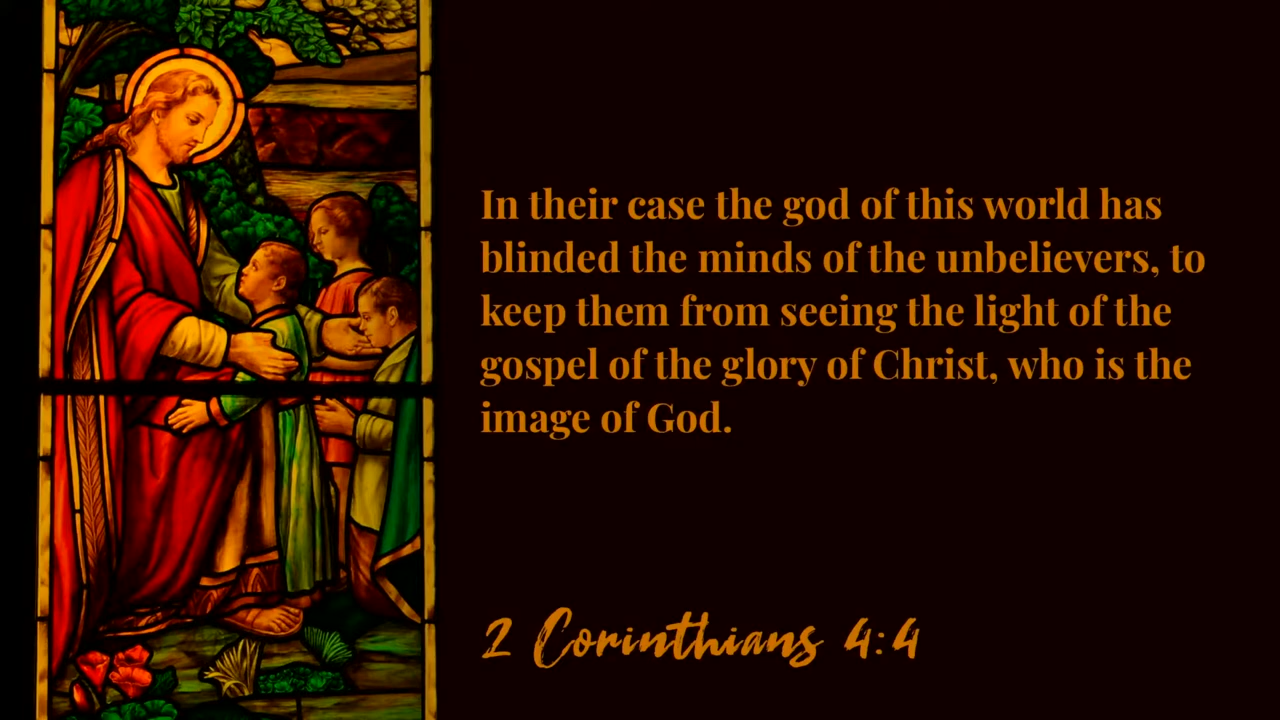 In their case the god of this world has
blinded the minds of the unbelievers, to
keep them from seeing the light of the
gospel of the glory of Christ, who is the
image of God.
2 Corinthians 4:4